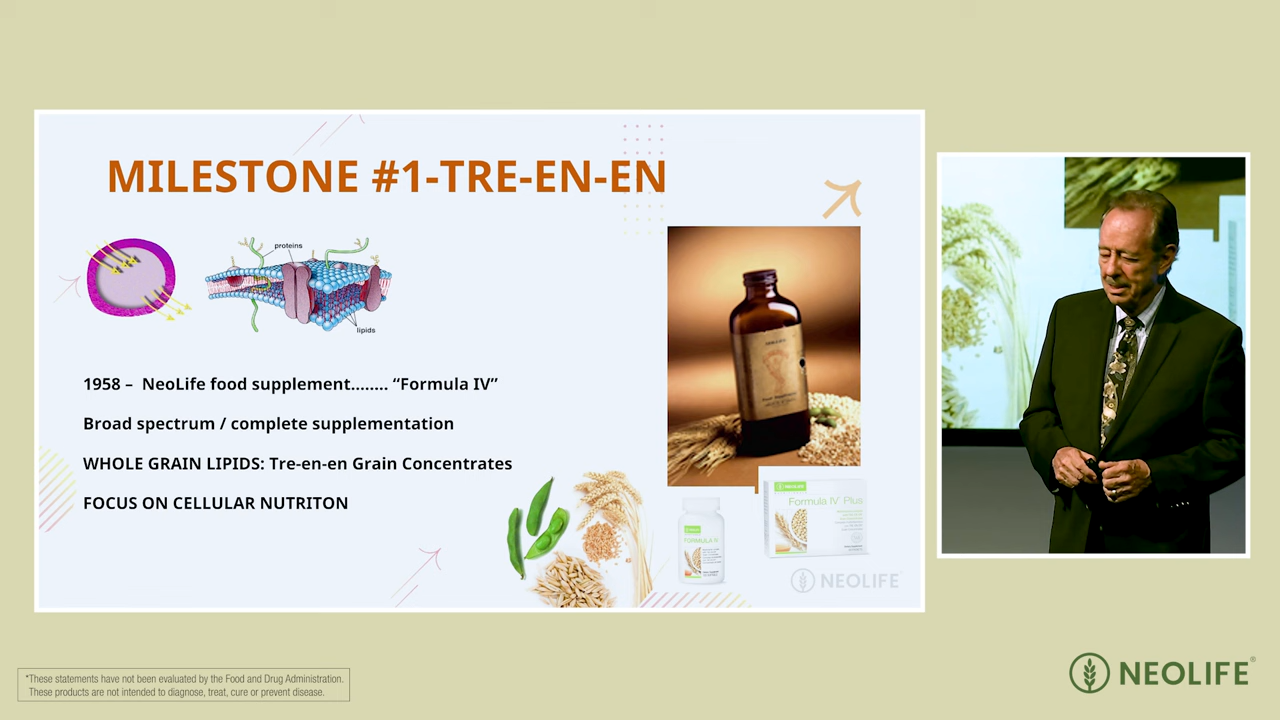 MILESTONE #1-TRE-EN-EN
proteins
lipids
1958 – NeoLife food supplement........ “Formula IV”
Broad spectrum / complete supplementation
WHOLE GRAIN LIPIDS: Tre-en-en Grain Concentrates
FOCUS ON CELLULAR NUTRITON
NEOLIFE
Formula IV Plus
FORMULA IV
NEOLIFE
*These statements have not been evaluated by the Food and Drug Administration.
These products are not intended to diagnose, treat, cure or prevent disease.
NEOLIFE®